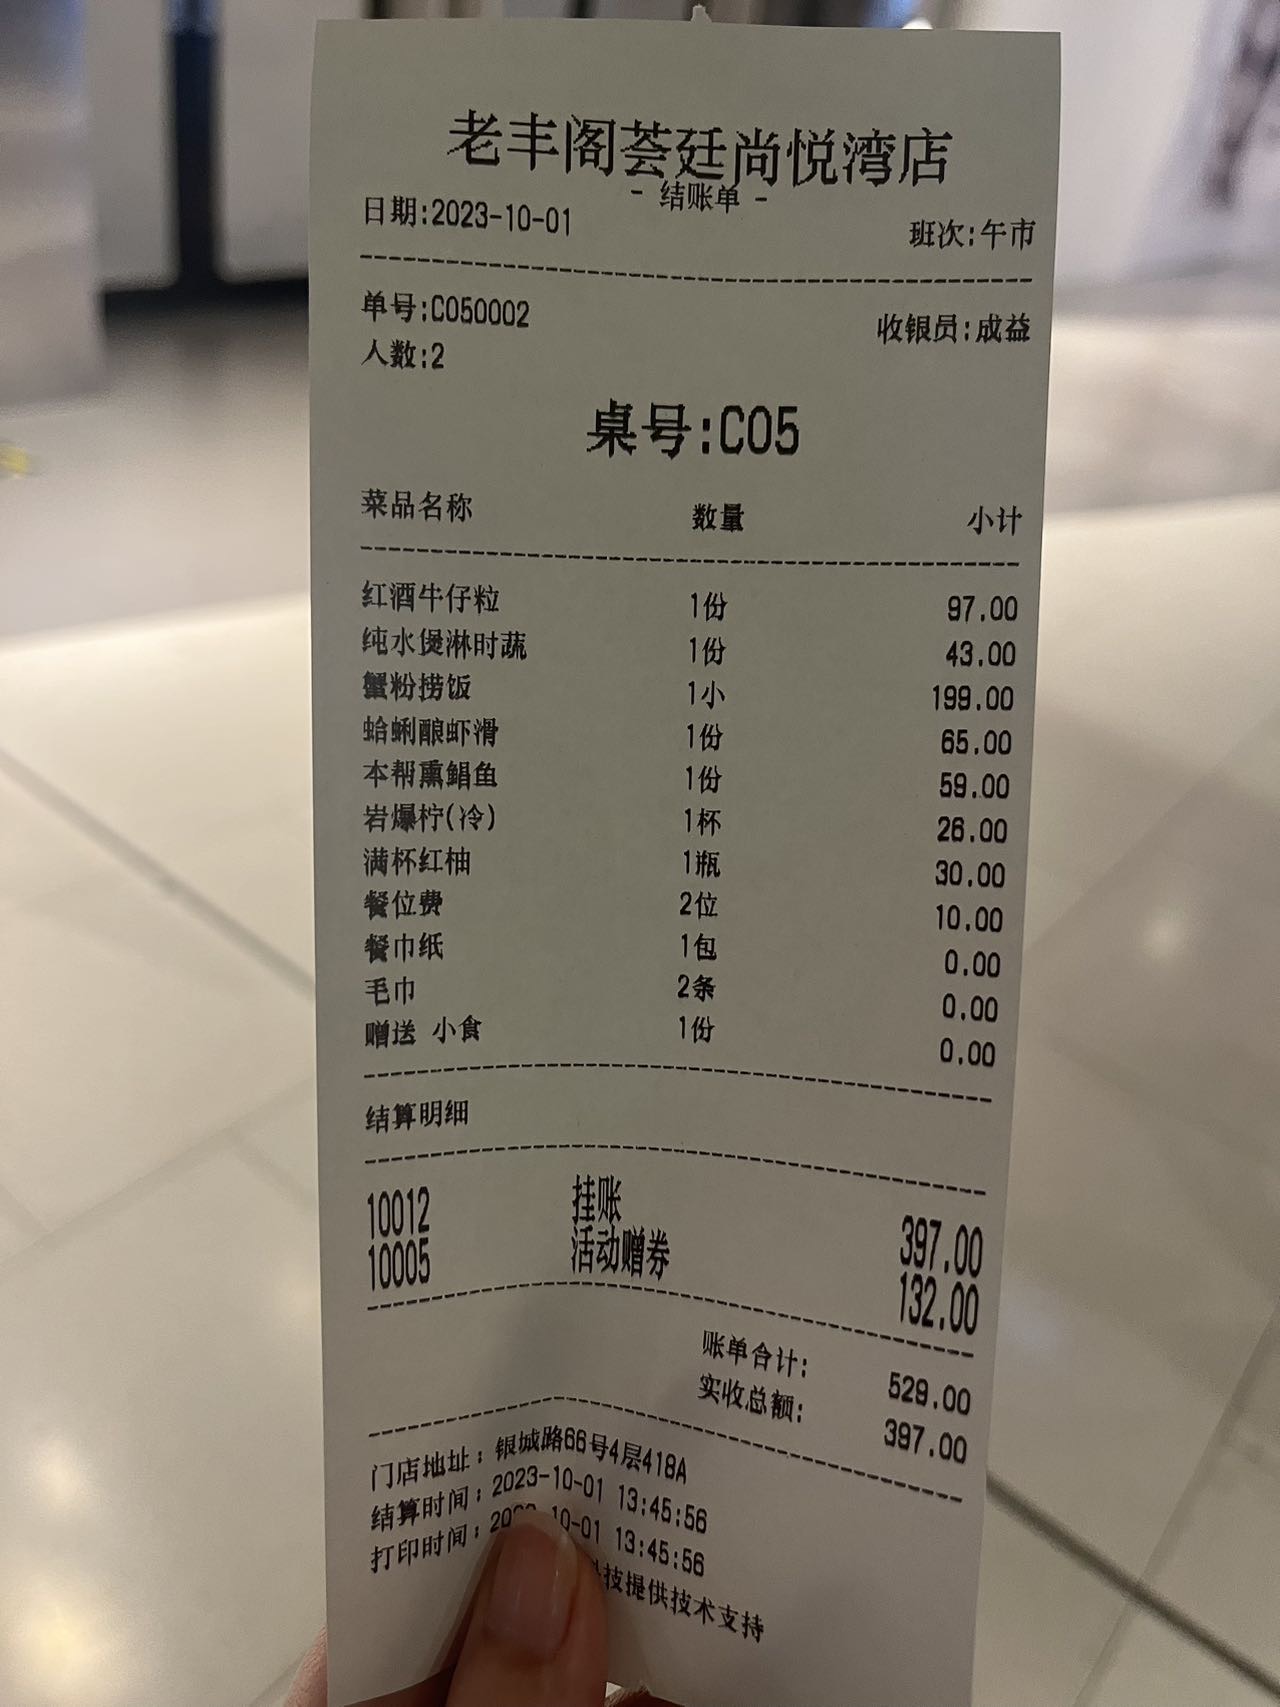 老丰阁荟廷尚悦湾店
- 结账单 -
日期:2023-10-01 班次:午市
单号:C050002 收银员:成益
人数:2
桌号:C05
菜品名称 数量 小计
红酒牛仔粒 1份 97.00
纯水煲淋时蔬 1份 43.00
蟹粉捞饭 1小 199.00
蛤蜊酿虾滑 1份 65.00
本帮熏鲳鱼 1份 59.00
岩爆柠(冷) 1杯 26.00
满杯红柚 1瓶 30.00
餐位费 2位 10.00
餐巾纸 1包 0.00
毛巾 2条 0.00
赠送 小食 1份 0.00
结算明细
10012 挂账 397.00
10005 活动赠券 132.00
账单合计: 529.00
实收总额: 397.00
门店地址：银城路66号4层418A
结算时间：2023-10-01 13:45:56
打印时间：2023-10-01 13:45:56
技提供技术支持